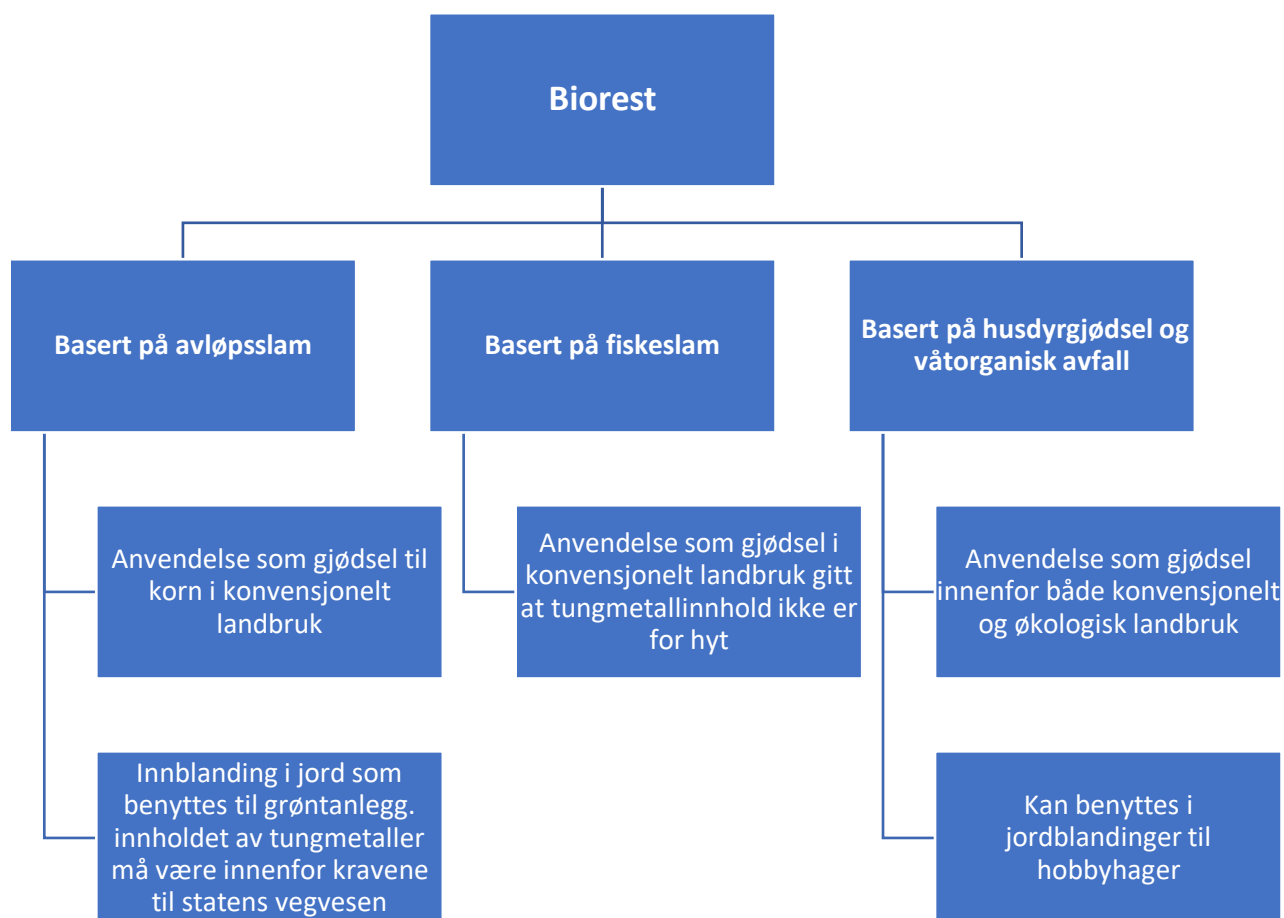 Biorest
Basert på avløpsslam
Basert på fiskeslam
Basert på husdyrgjødsel og
våtorganisk avfall
Anvendelse som gjødsel til
korn i konvensjonelt
landbruk
Anvendelse som gjødsel i
konvensjonelt landbruk gitt
at tungmetallinnhold ikke er
for hyt
Anvendelse som gjødsel
innenfor både konvensjonelt
og økologisk landbruk
Innblanding i jord som
benyttes til grøntanlegg.
innholdet av tungmetaller
må være innenfor kravene
til statens vegvesen
Kan benyttes i
jordblandinger til
hobbyhager